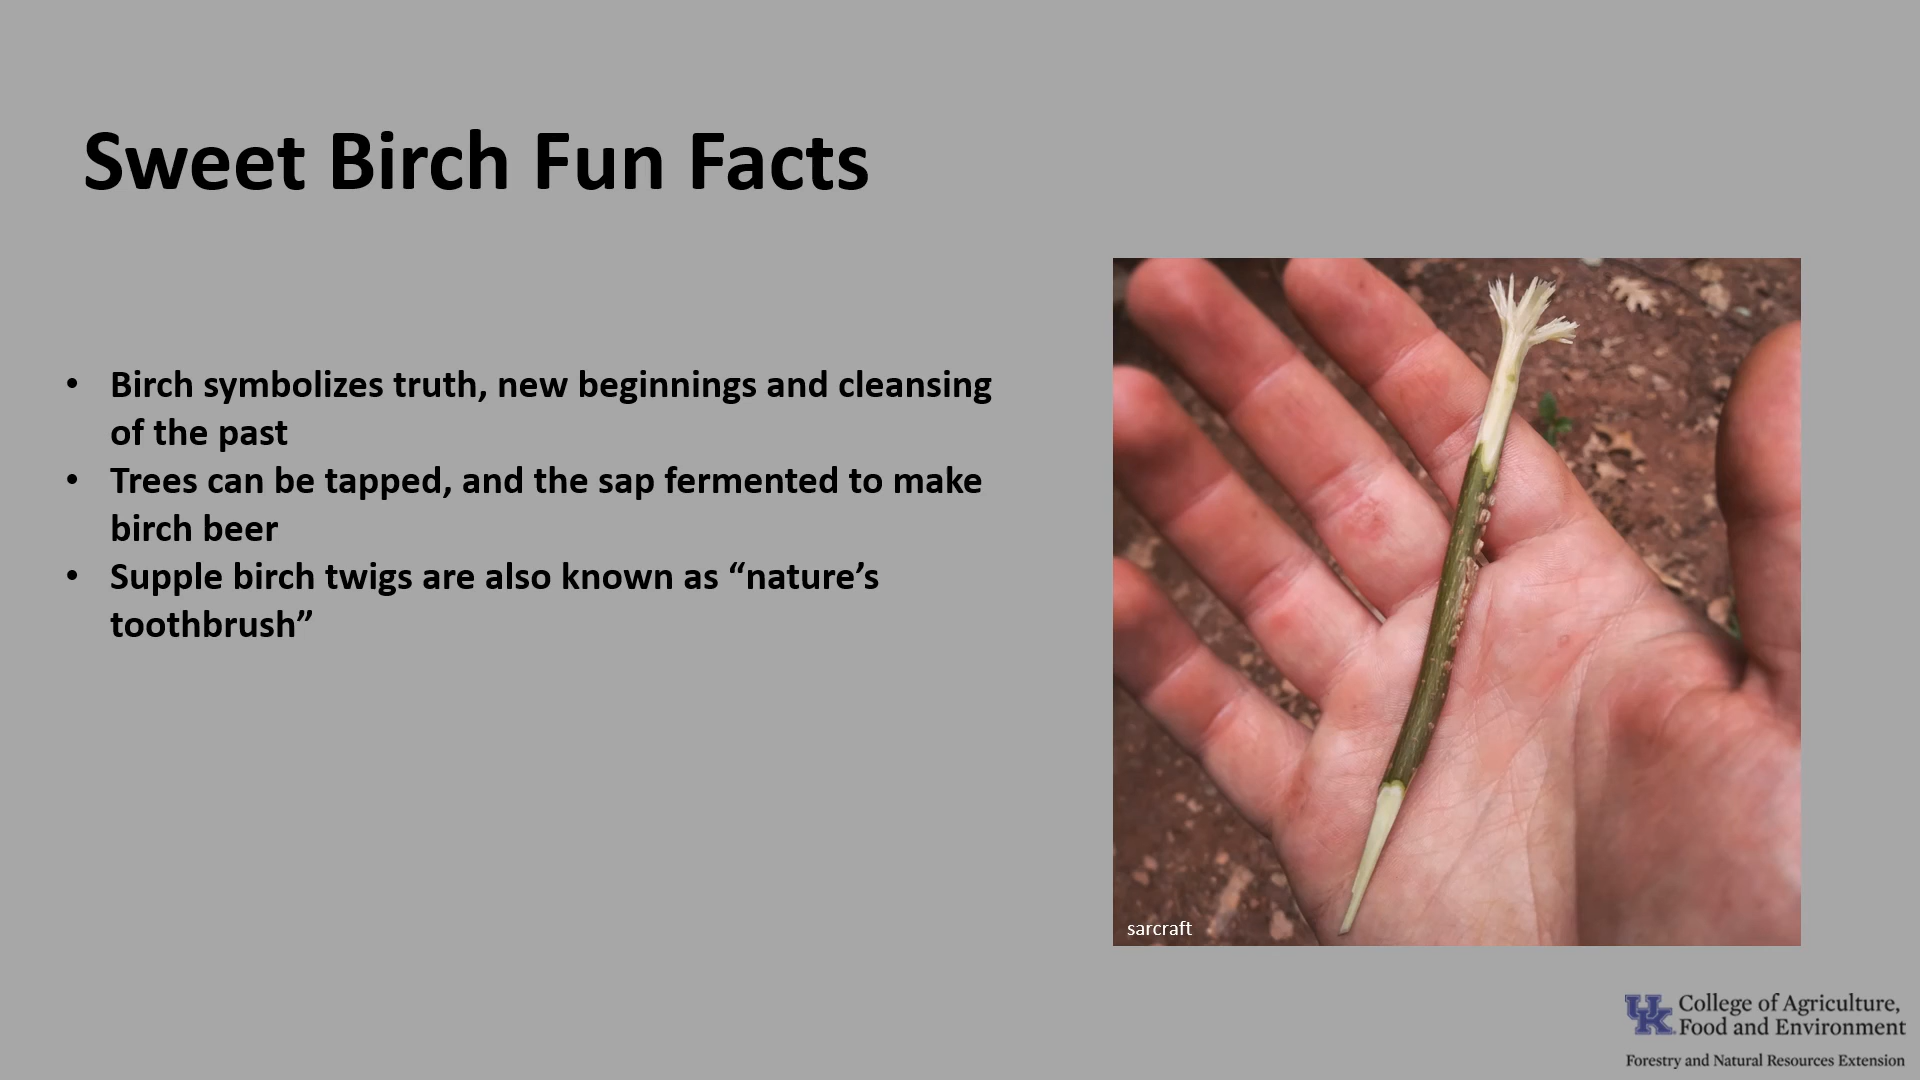 Sweet Birch Fun Facts
• Birch symbolizes truth, new beginnings and cleansing
of the past
• Trees can be tapped, and the sap fermented to make
birch beer
• Supple birch twigs are also known as “nature’s
toothbrush”
sarcraft
UK College of Agriculture,
Food and Environment
Forestry and Natural Resources Extension